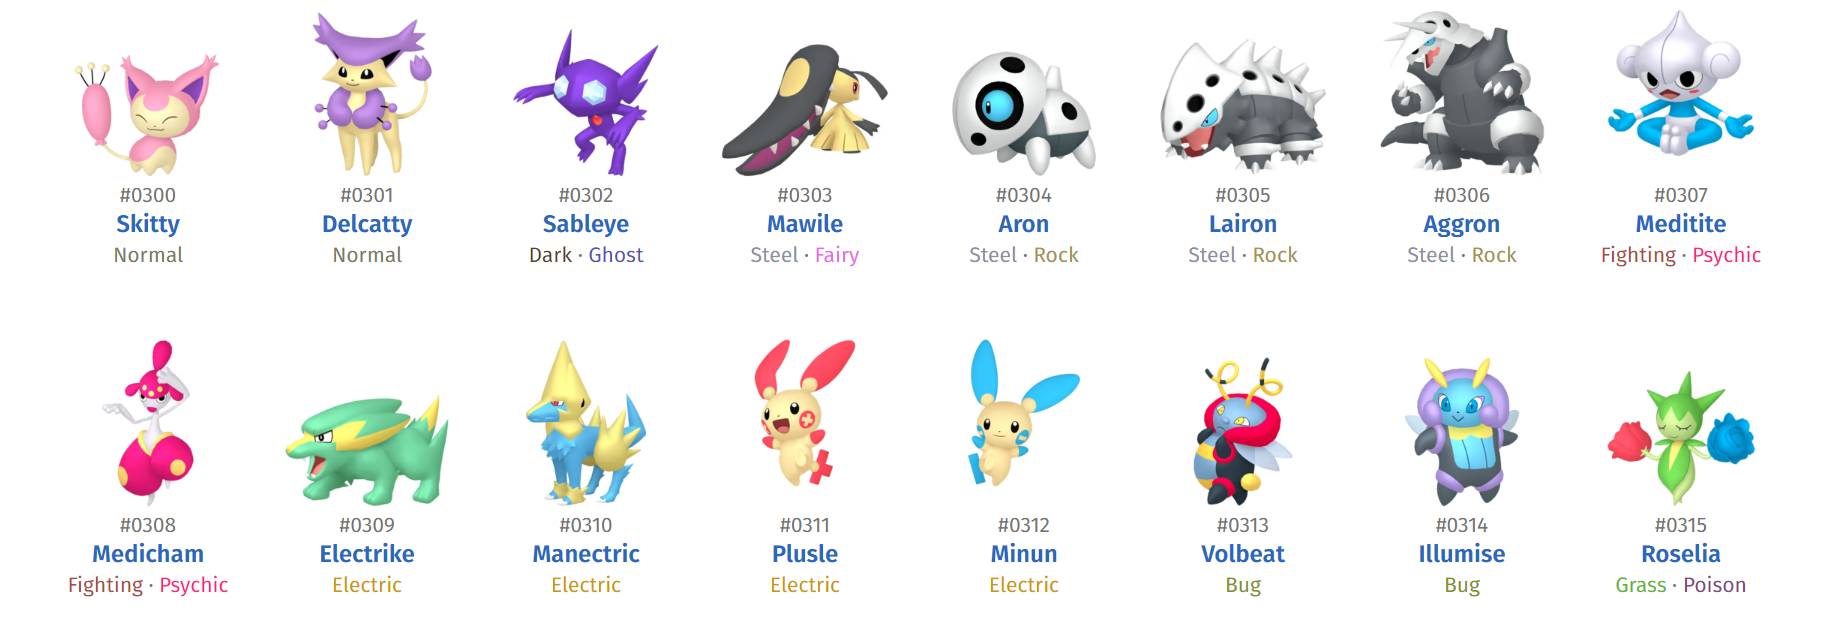 #0300 #0301 #0302 #0303 #0304 #0305 #0306 #0307
Skitty Delcatty Sableye Mawile Aron Lairon Aggron Meditite
Normal Normal Dark · Ghost Steel · Fairy Steel · Rock Steel · Rock Steel · Rock Fighting · Psychic
#0308 #0309 #0310 #0311 #0312 #0313 #0314 #0315
Medicham Electrike Manectric Plusle Minun Volbeat Illumise Roselia
Fighting · Psychic Electric Electric Electric Electric Bug Bug Grass · Poison